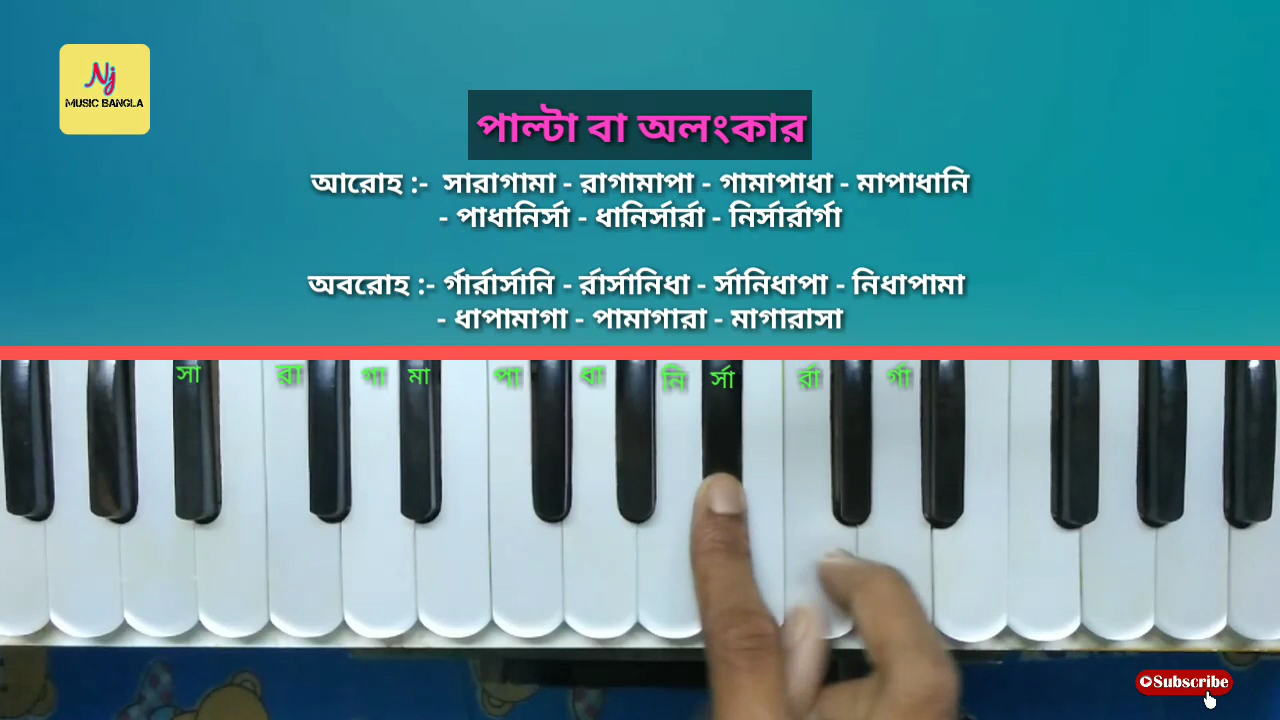 Nj
MUSIC BANGLA
পাল্টা বা অলংকার
আরোহ :- সারাগামা - রাগামাপা - গামাপাধা - মাপাধানি
- পাধানির্সা - ধানির্সার্রা - নির্সার্রার্গা
অবরোহ :- র্গার্রার্সানি - র্রার্সানিধা - র্সানিধাপা - নিধাপামা
- ধাপামাগা - পামাগারা - মাগারাসা
সা রা গা মা পা ধা নি র্সা র্রা র্গা
Subscribe